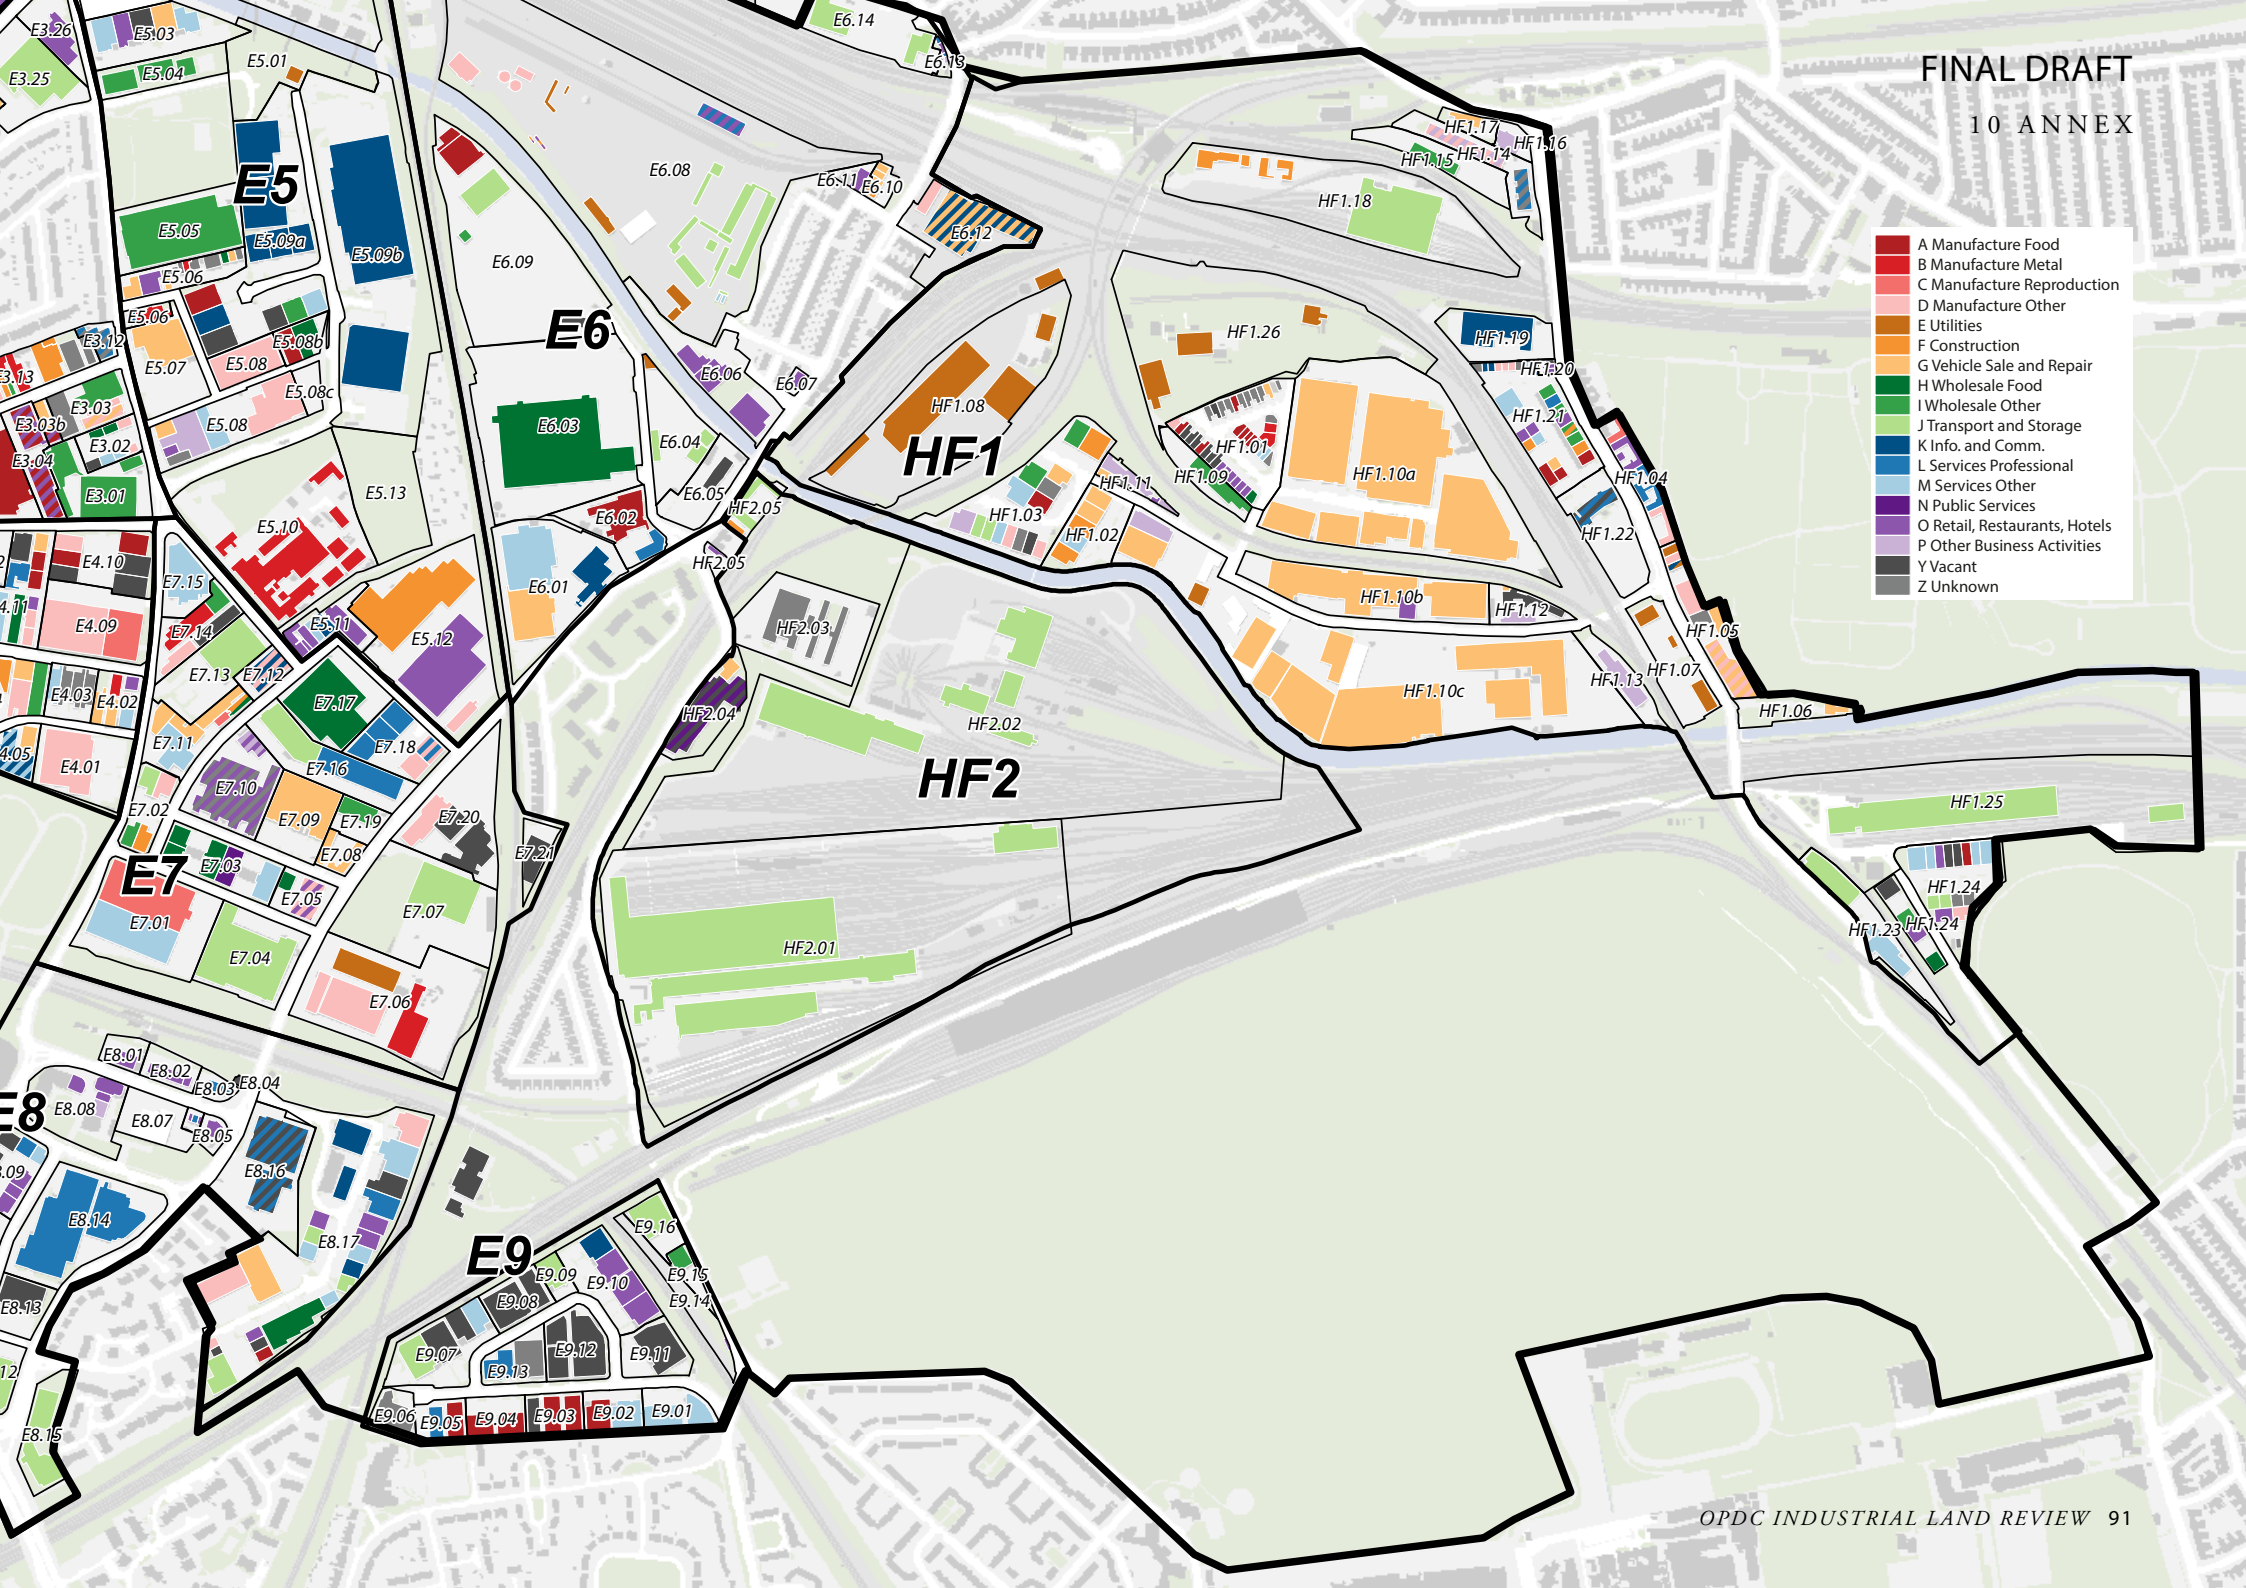 FINAL DRAFT
10 ANNEX
A Manufacture Food
B Manufacture Metal
C Manufacture Reproduction
D Manufacture Other
E Utilities
F Construction
G Vehicle Sale and Repair
H Wholesale Food
I Wholesale Other
J Transport and Storage
K Info. and Comm.
L Services Professional
M Services Other
N Public Services
O Retail, Restaurants, Hotels
P Other Business Activities
Y Vacant
Z Unknown
E3.26
E3.25
E5.03
E5.04
E5.01
E5
E5.05
E5.09a
E5.09b
E5.06
E5.06
E5.07
E5.08
E5.08b
E5.08c
E5.08
E3.12
E3.13
E3.03
E3.03b
E3.02
E3.04
E3.01
E5.13
E5.10
E5.11
E5.12
E6.14
E6.13
E6.08
E6.11
E6.10
E6.12
E6.09
E6
E6.06
E6.07
E6.03
E6.04
E6.05
E6.02
E6.01
HF1.17
HF1.16
HF1.15
HF1.14
HF1.18
HF1.19
HF1.20
HF1.21
HF1.26
HF1.08
HF1
HF1.01
HF1.09
HF1.10a
HF1.11
HF1.03
HF1.02
HF1.04
HF1.22
HF1.10b
HF1.12
HF1.10c
HF1.13
HF1.07
HF1.05
HF1.06
HF1.25
HF1.24
HF1.24
HF1.23
HF2.05
HF2.05
HF2.03
HF2.04
HF2.02
HF2
HF2.01
E4.10
4.11
E4.09
E4.03
E4.02
4.05
E4.01
E7.15
E7.14
E7.13
E7.12
E7.17
E7.11
E7.18
E7.16
E7.10
E7.09
E7.19
E7.20
E7.21
E7.02
E7.08
E7
E7.03
E7.05
E7.07
E7.01
E7.04
E7.06
E8.01
E8.02
E8.03
E8.04
E8
E8.08
E8.07
E8.05
.09
E8.16
E8.14
E8.17
E8.13
12
E8.15
E9
E9.16
E9.15
E9.14
E9.09
E9.10
E9.08
E9.07
E9.12
E9.11
E9.13
E9.06
E9.05
E9.04
E9.03
E9.02
E9.01
OPDC INDUSTRIAL LAND REVIEW 91